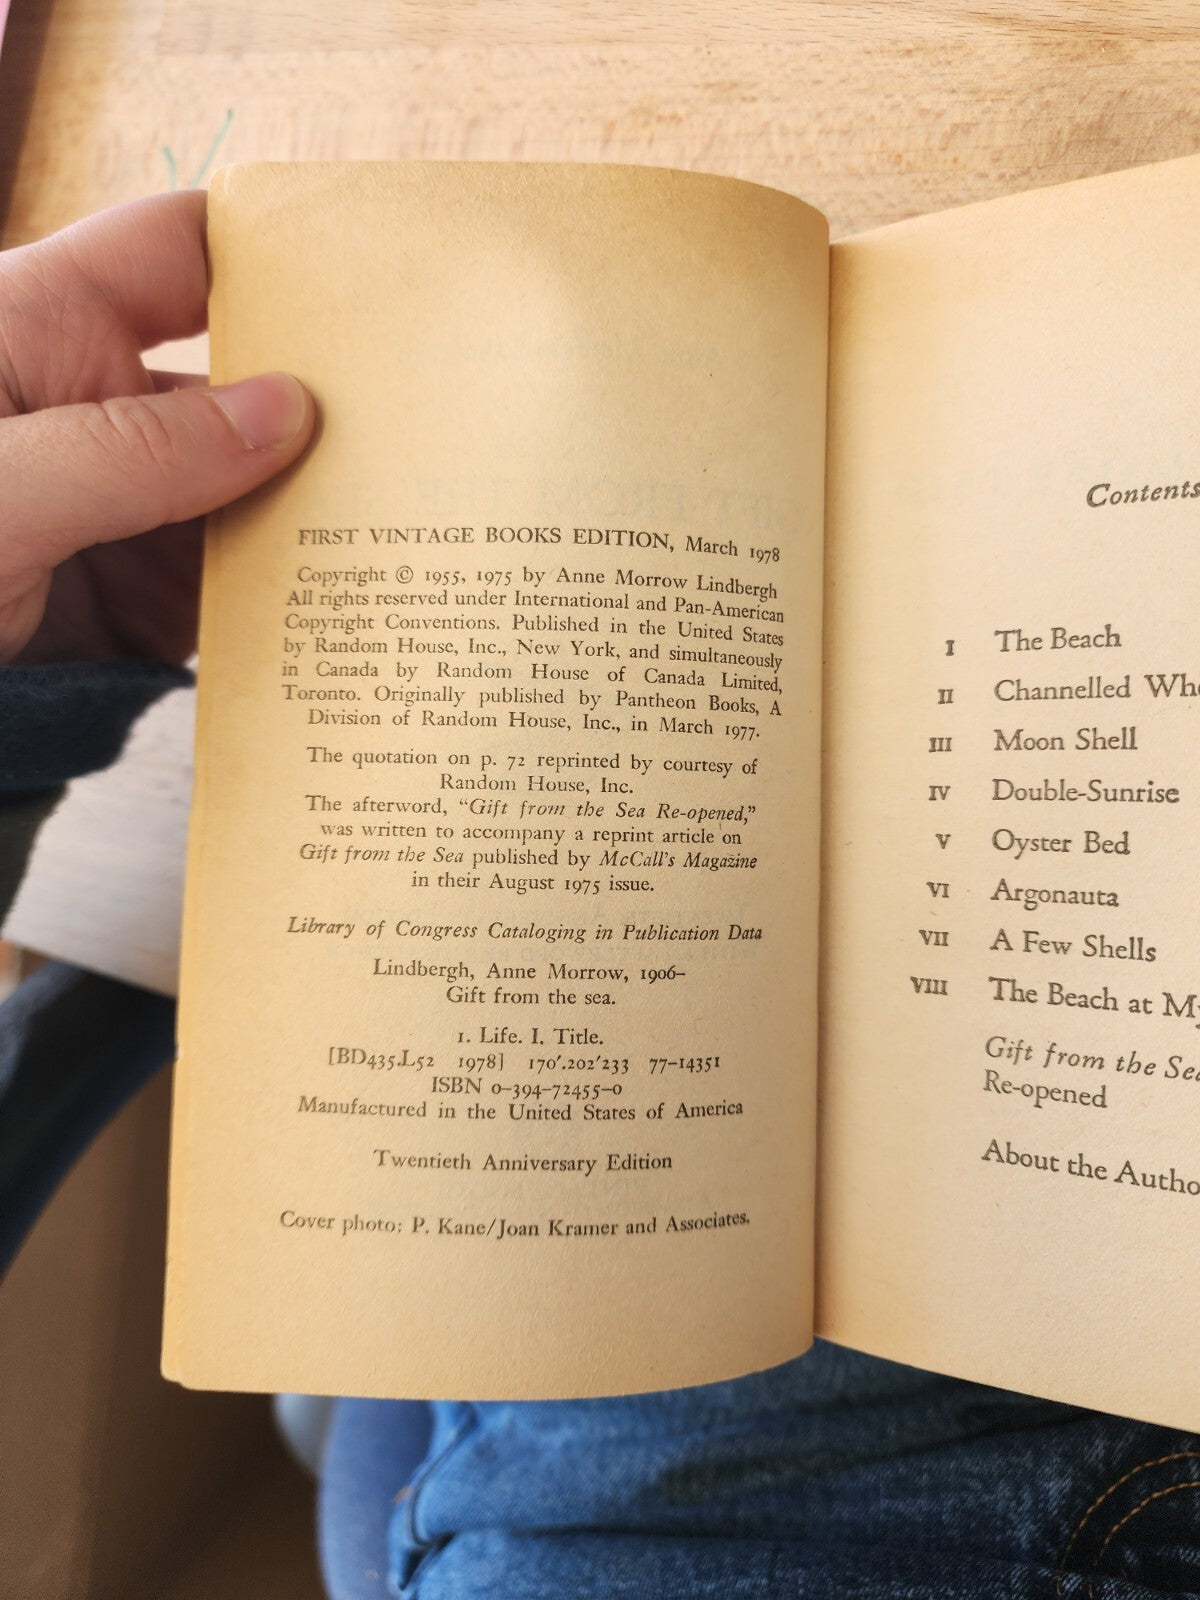 FIRST VINTAGE BOOKS EDITION, March 1978
Copyright © 1955, 1975 by Anne Morrow Lindbergh
All rights reserved under International and Pan-American
Copyright Conventions. Published in the United States
by Random House, Inc., New York, and simultaneously
in Canada by Random House of Canada Limited,
Toronto. Originally published by Pantheon Books, A
Division of Random House, Inc., in March 1977.
The quotation on p. 72 reprinted by courtesy of
Random House, Inc.
The afterword, "Gift from the Sea Re-opened,"
was written to accompany a reprint article on
Gift from the Sea published by McCall's Magazine
in their August 1975 issue.
Library of Congress Cataloging in Publication Data
Lindbergh, Anne Morrow, 1906–
Gift from the sea.
1. Life. I. Title.
[BD435.L52 1978] 170'.202'233 77–14351
ISBN 0–394–72455–0
Manufactured in the United States of America
Twentieth Anniversary Edition
Cover photo: P. Kane/Joan Kramer and Associates.
Contents
I The Beach
II Channelled
III Moon Shell
IV Double-Sunrise
V Oyster Bed
VI Argonauta
VII A Few Shells
VIII The Beach at
Gift from the
Re-opened
About the